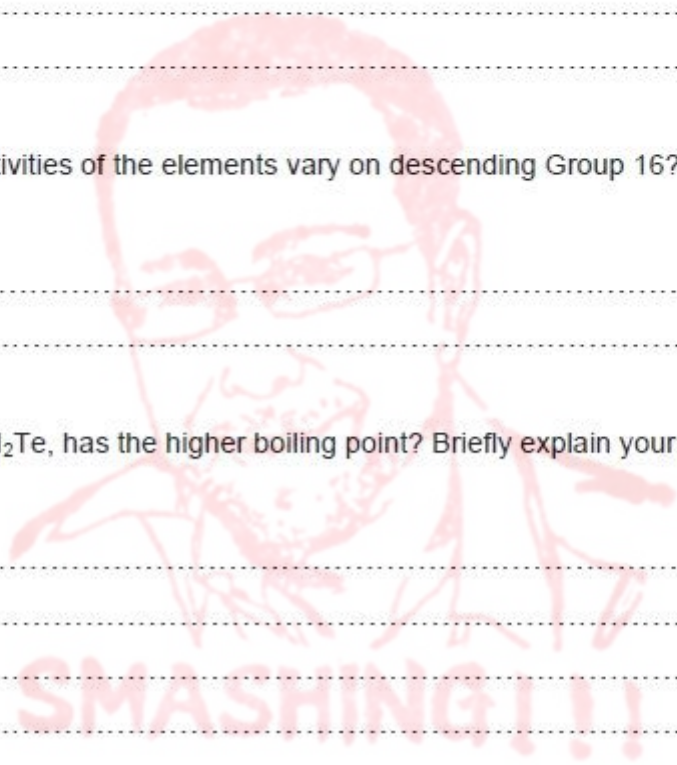 ivities of the elements vary on descending Group 16?
₂Te, has the higher boiling point? Briefly explain your
SMASHING!!!